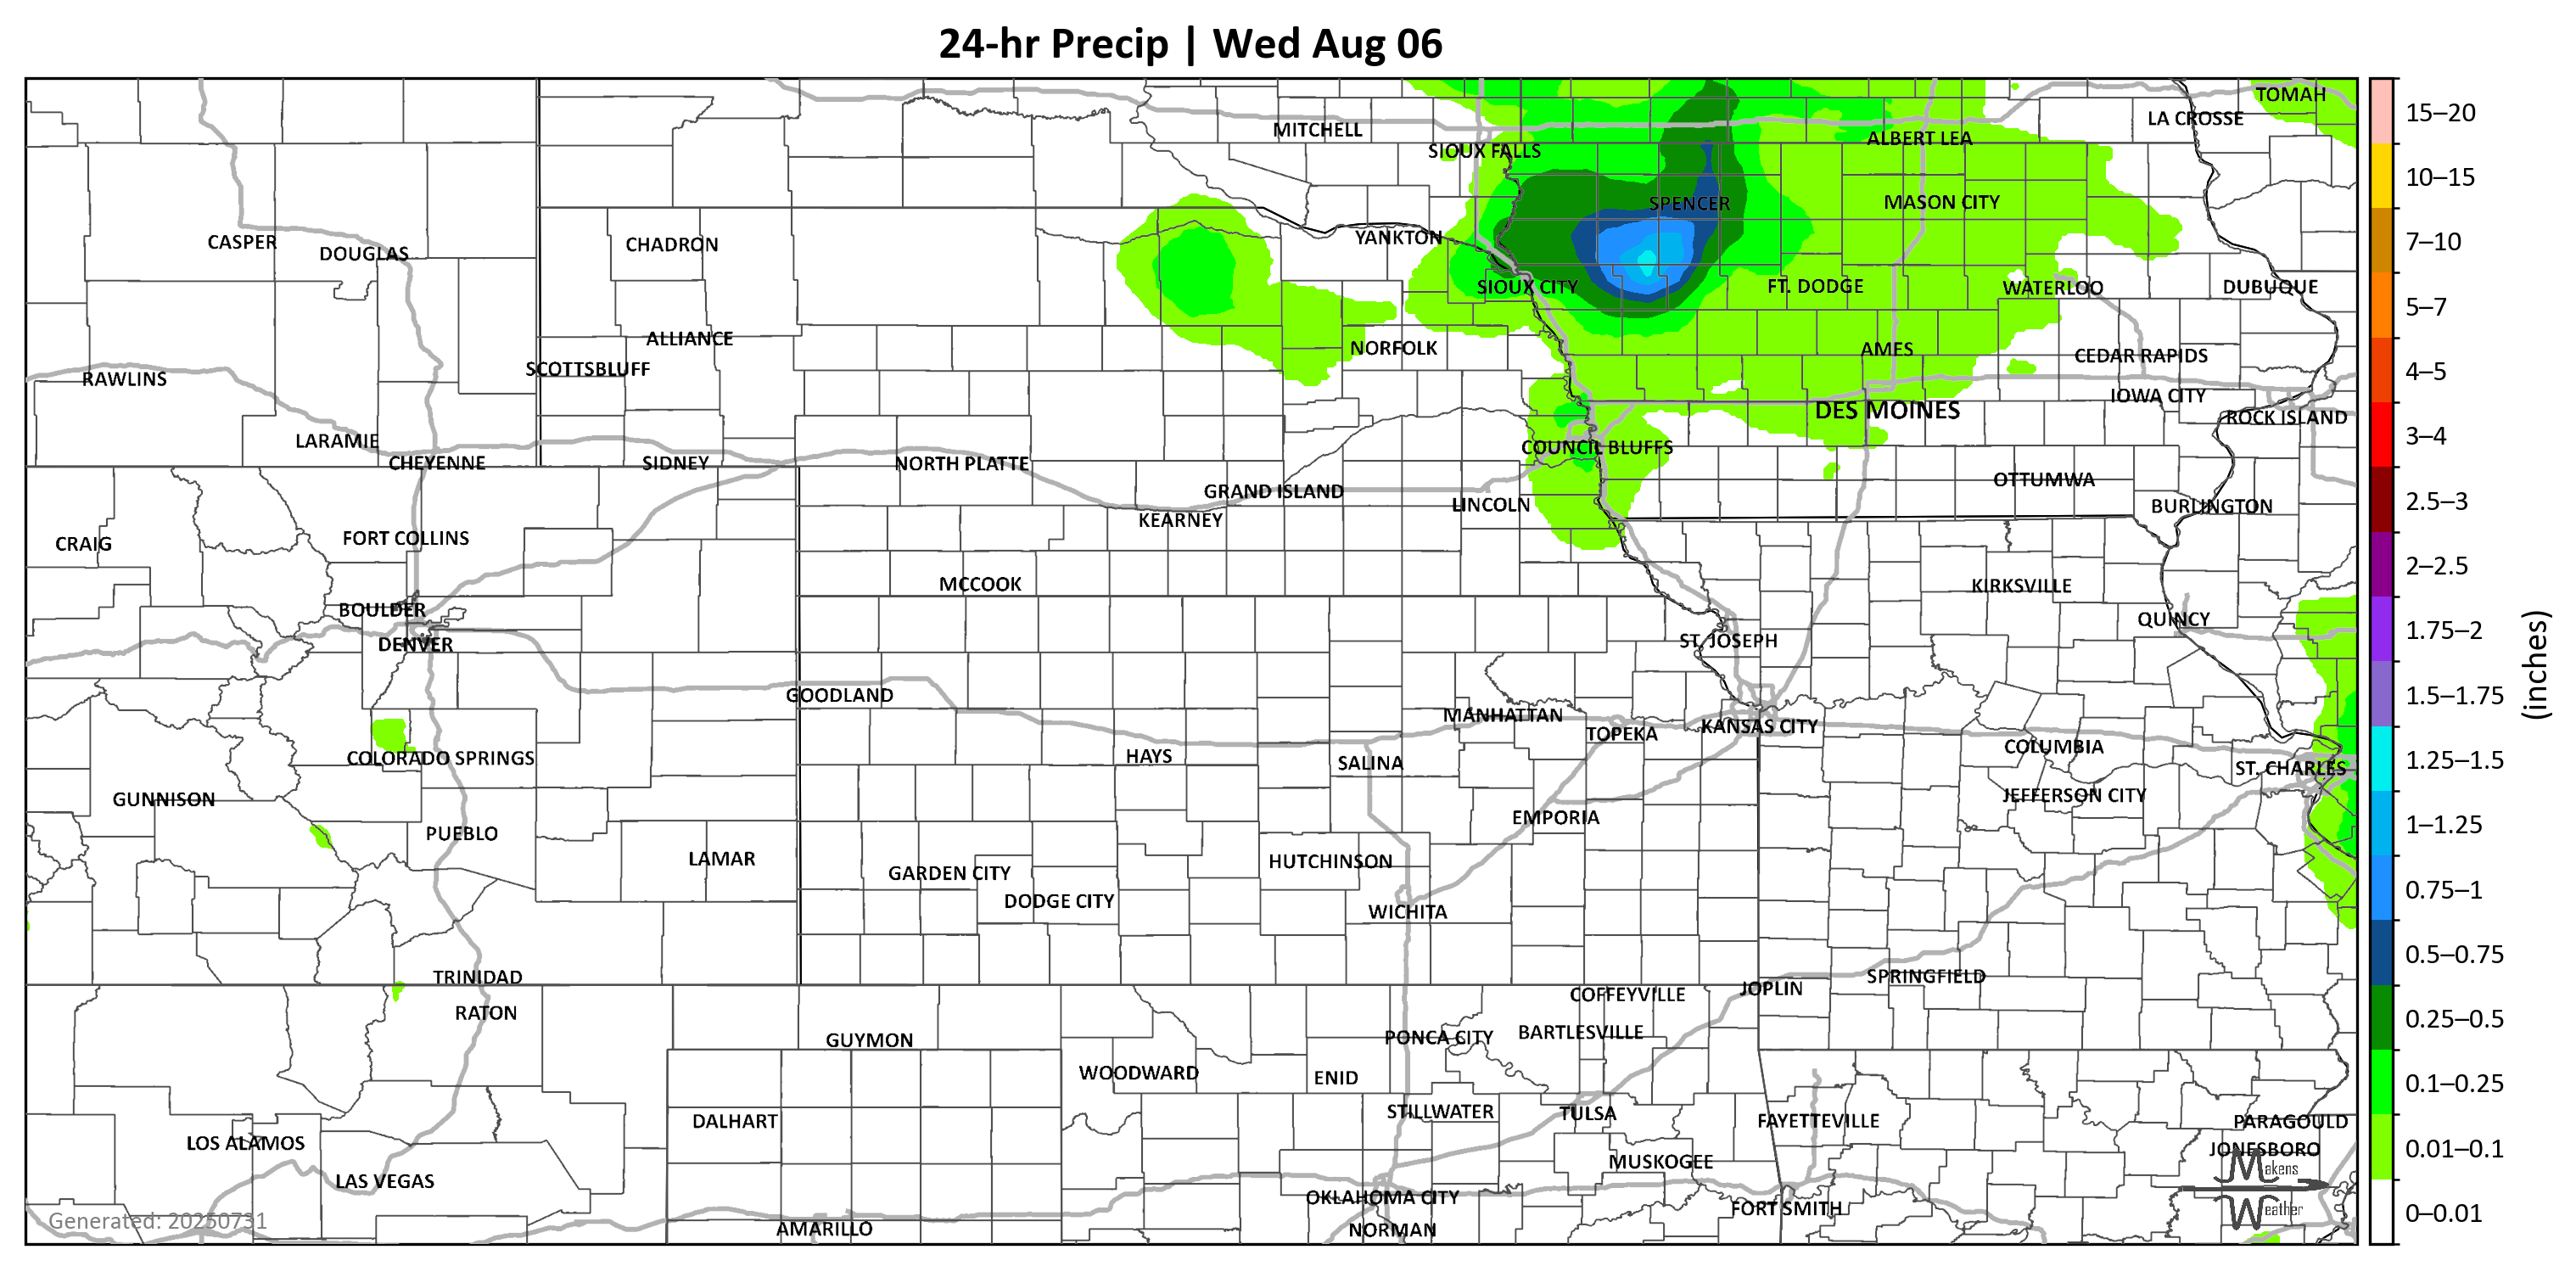 24-hr Precip | Wed Aug 06
TOMAH
LA CROSSE
MITCHELL
ALBERT LEA
SIOUX FALLS
SPENCER
MASON CITY
YANKTON
CASPER
CHADRON
DOUGLAS
SIOUX CITY
FT. DODGE
WATERLOO
DUBUQUE
ALLIANCE
NORFOLK
AMES
CEDAR RAPIDS
SCOTTSBLUFF
RAWLINS
IOWA CITY
DES MOINES
ROCK ISLAND
LARAMIE
COUNCIL BLUFFS
CHEYENNE
SIDNEY
NORTH PLATTE
OTTUMWA
GRAND ISLAND
LINCOLN
BURLINGTON
KEARNEY
FORT COLLINS
CRAIG
MCCOOK
KIRKSVILLE
BOULDER
QUINCY
DENVER
ST. JOSEPH
GOODLAND
MANHATTAN
TOPEKA
KANSAS CITY
COLUMBIA
COLORADO SPRINGS
HAYS
SALINA
ST. CHARLES
GUNNISON
JEFFERSON CITY
EMPORIA
PUEBLO
LAMAR
HUTCHINSON
GARDEN CITY
DODGE CITY
WICHITA
TRINIDAD
SPRINGFIELD
JOPLIN
COFFEYVILLE
RATON
BARTLESVILLE
PONCA CITY
GUYMON
WOODWARD
ENID
STILLWATER
TULSA
DALHART
FAYETTEVILLE
PARAGOULD
LOS ALAMOS
JONESBORO
MUSKOGEE
LAS VEGAS
OKLAHOMA CITY
FORT SMITH
AMARILLO
NORMAN
Generated: 20250731
Makens
Weather
15–20
10–15
7–10
5–7
4–5
3–4
2.5–3
2–2.5
1.75–2
1.5–1.75
1.25–1.5
1–1.25
0.75–1
0.5–0.75
0.25–0.5
0.1–0.25
0.01–0.1
0–0.01
(inches)